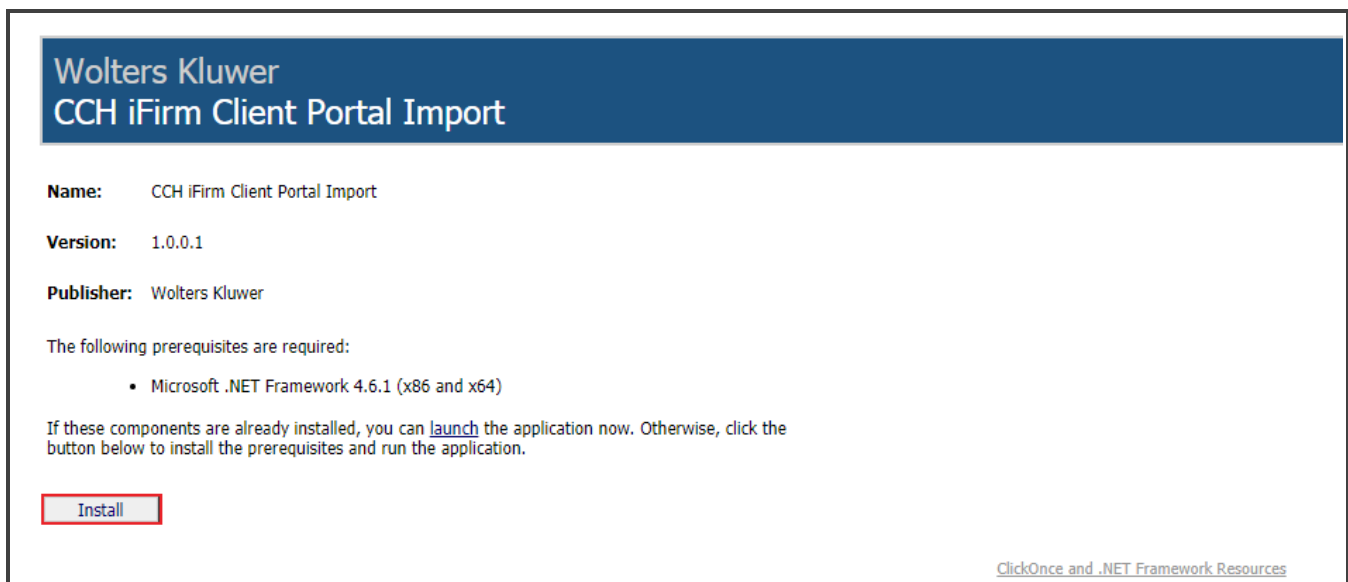 Wolters Kluwer
CCH iFirm Client Portal Import
Name: CCH iFirm Client Portal Import
Version: 1.0.0.1
Publisher: Wolters Kluwer
The following prerequisites are required:
• Microsoft .NET Framework 4.6.1 (x86 and x64)
If these components are already installed, you can launch the application now. Otherwise, click the
button below to install the prerequisites and run the application.
Install
ClickOnce and .NET Framework Resources